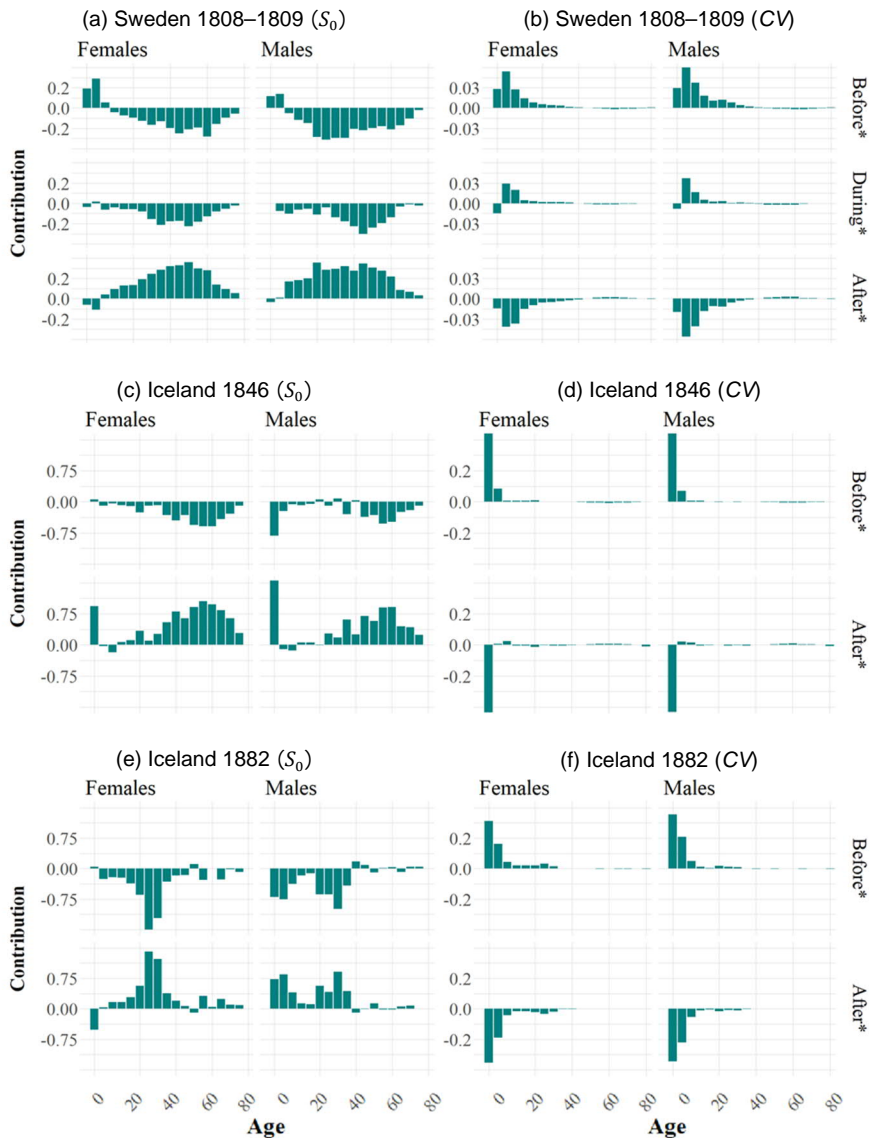 (a) Sweden 1808–1809 (S₀)
Females
Males
0.2
0.0
-0.2
0.2
0.0
-0.2
0.2
0.0
-0.2
(b) Sweden 1808–1809 (CV)
Females
Males
0.03
0.00
-0.03
Before*
0.03
0.00
-0.03
During*
0.00
-0.03
After*
Contribution
(c) Iceland 1846 (S₀)
Females
Males
0.75
0.00
-0.75
0.75
0.00
-0.75
(d) Iceland 1846 (CV)
Females
Males
0.2
0.0
-0.2
Before*
0.2
0.0
-0.2
After*
Contribution
(e) Iceland 1882 (S₀)
Females
Males
0.75
0.00
-0.75
0.75
0.00
-0.75
0 20 40 60 80 0 20 40 60 80
Age
(f) Iceland 1882 (CV)
Females
Males
0.2
0.0
-0.2
Before*
0.2
0.0
-0.2
After*
0 20 40 60 80 0 20 40 60 80
Age
Contribution